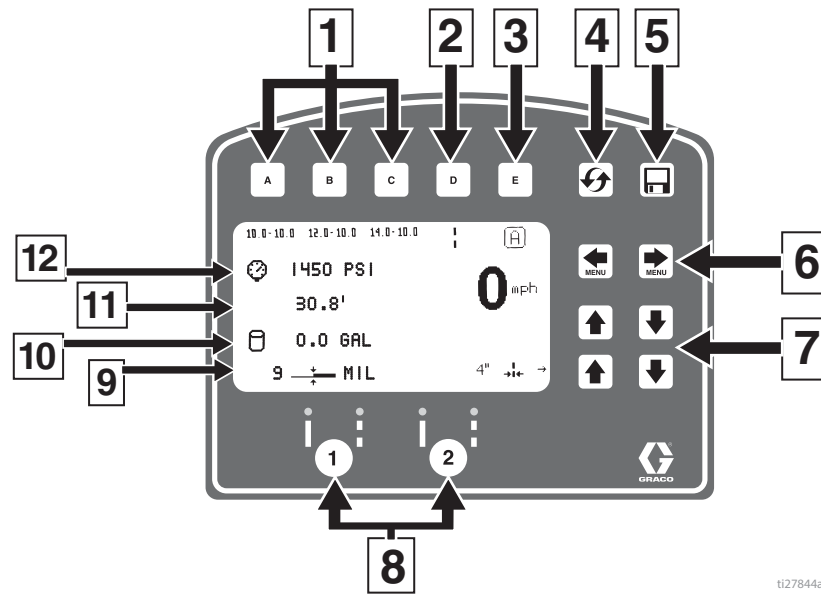 1 2 3 4 5
A B C D E
10.0-10.0 12.0-10.0 14.0-10.0 A
12 1450 PSI 0 mph MENU MENU 6
11 30.8'
10 0.0 GAL 7
9 9 MIL 4"
1 2
GRACO
8
ti27844a